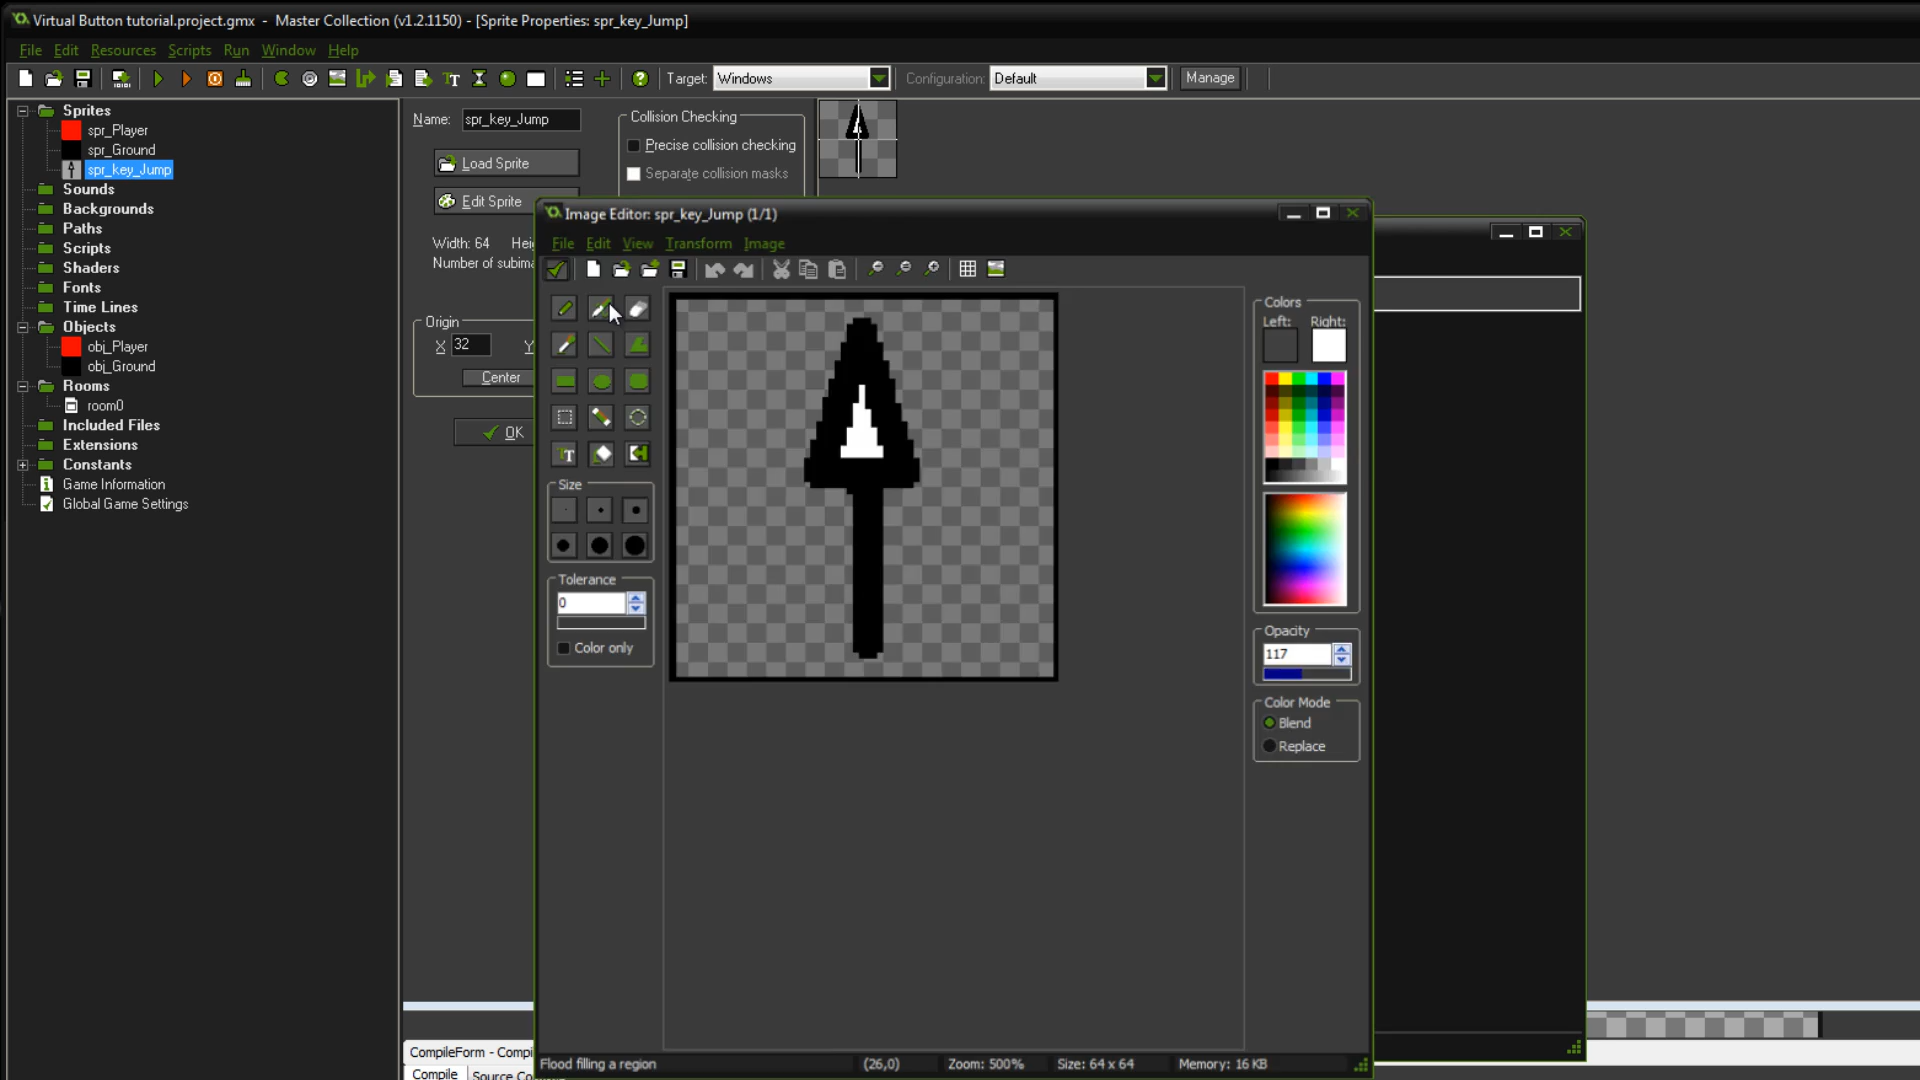 Virtual Button tutorial.project.gmx - Master Collection (v1.2.1150) - [Sprite Properties: spr_key_Jump]
File Edit Resources Scripts Run Window Help
Target: Windows Configuration: Default Manage
Sprites
spr_Player
spr_Ground
spr_key_Jump
Sounds
Backgrounds
Paths
Scripts
Shaders
Fonts
Time Lines
Objects
obj_Player
obj_Ground
Rooms
room0
Included Files
Extensions
Constants
Game Information
Global Game Settings
Name: spr_key_Jump
Load Sprite
Edit Sprite
Width: 64
Origin
X 32 Y
Center
OK
Collision Checking
Precise collision checking
Separate collision masks
Image Editor: spr_key_Jump (1/1)
File Edit View Transform Image
Size
Tolerance
0
Color only
Colors
Left: Right:
Opacity
117
Color Mode
Blend
Replace
Flood filling a region (26,0) Zoom: 500% Size: 64 x 64 Memory: 16 KB
Compile
Source